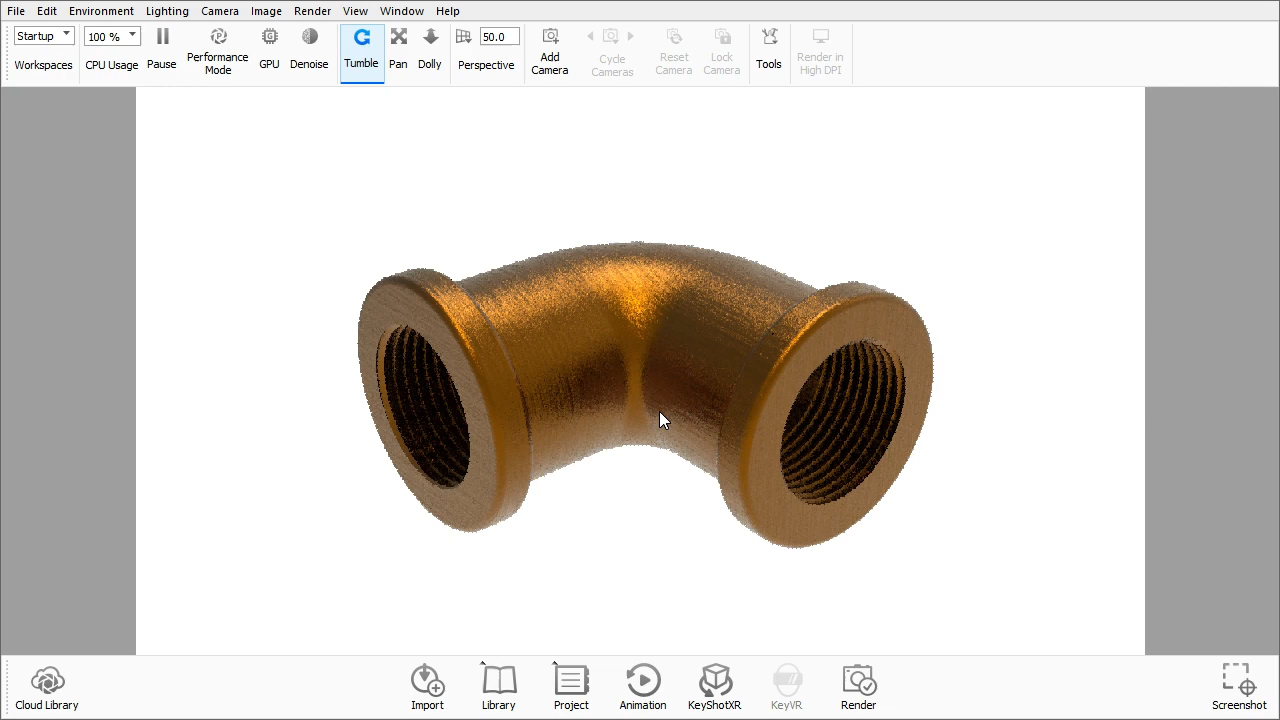 File Edit Environment Lighting Camera Image Render View Window Help
Startup 100 % 50.0
Workspaces CPU Usage Pause Performance Mode GPU Denoise Tumble Pan Dolly Perspective Add Camera Cycle Cameras Reset Camera Lock Camera Tools Render in High DPI
Cloud Library Import Library Project Animation KeyShotXR KeyVR Render Screenshot